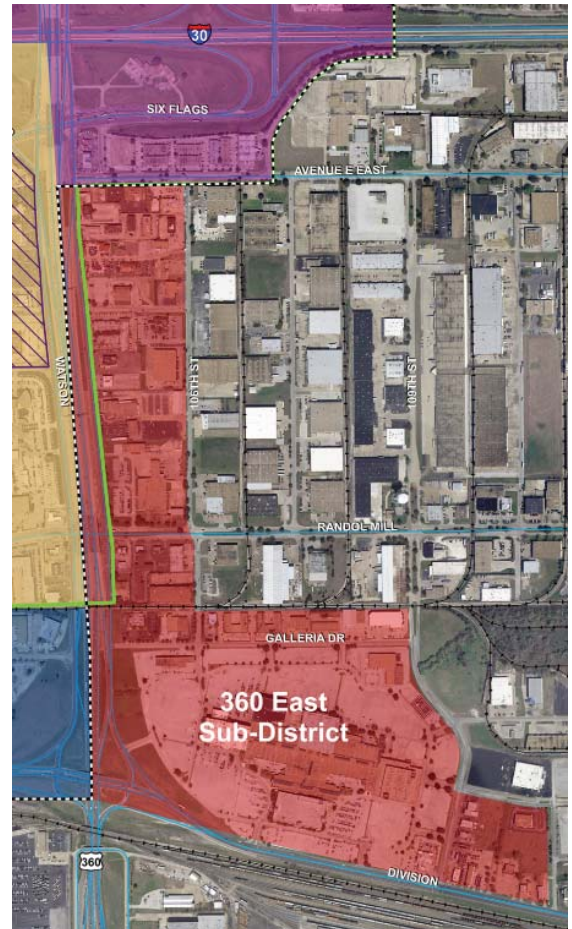 30
SIX FLAGS
AVENUE E EAST
WATSON
106TH ST
109TH ST
RANDOL MILL
GALLERIA DR
360 East
Sub-District
360
DIVISION